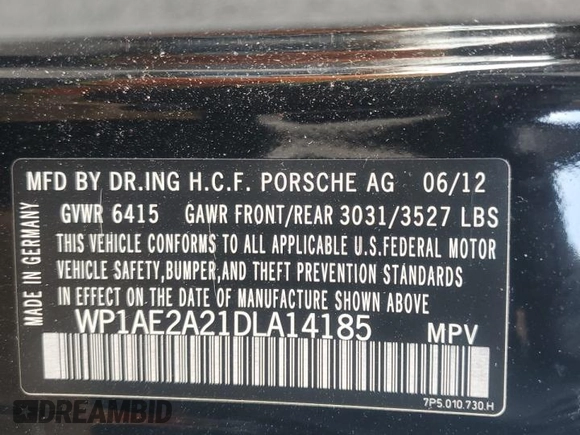 MFD BY DR.ING H.C.F. PORSCHE AG 06/12
GVWR 6415 GAWR FRONT/REAR 3031/3527 LBS
THIS VEHICLE CONFORMS TO ALL APPLICABLE U.S.FEDERAL MOTOR
VEHICLE SAFETY,BUMPER,AND THEFT PREVENTION STANDARDS
IN EFFECT ON THE DATE OF MANUFACTURE SHOWN ABOVE
WP1AE2A21DLA14185 MPV
MADE IN GERMANY
7P5.010.730.H
DREAMBID